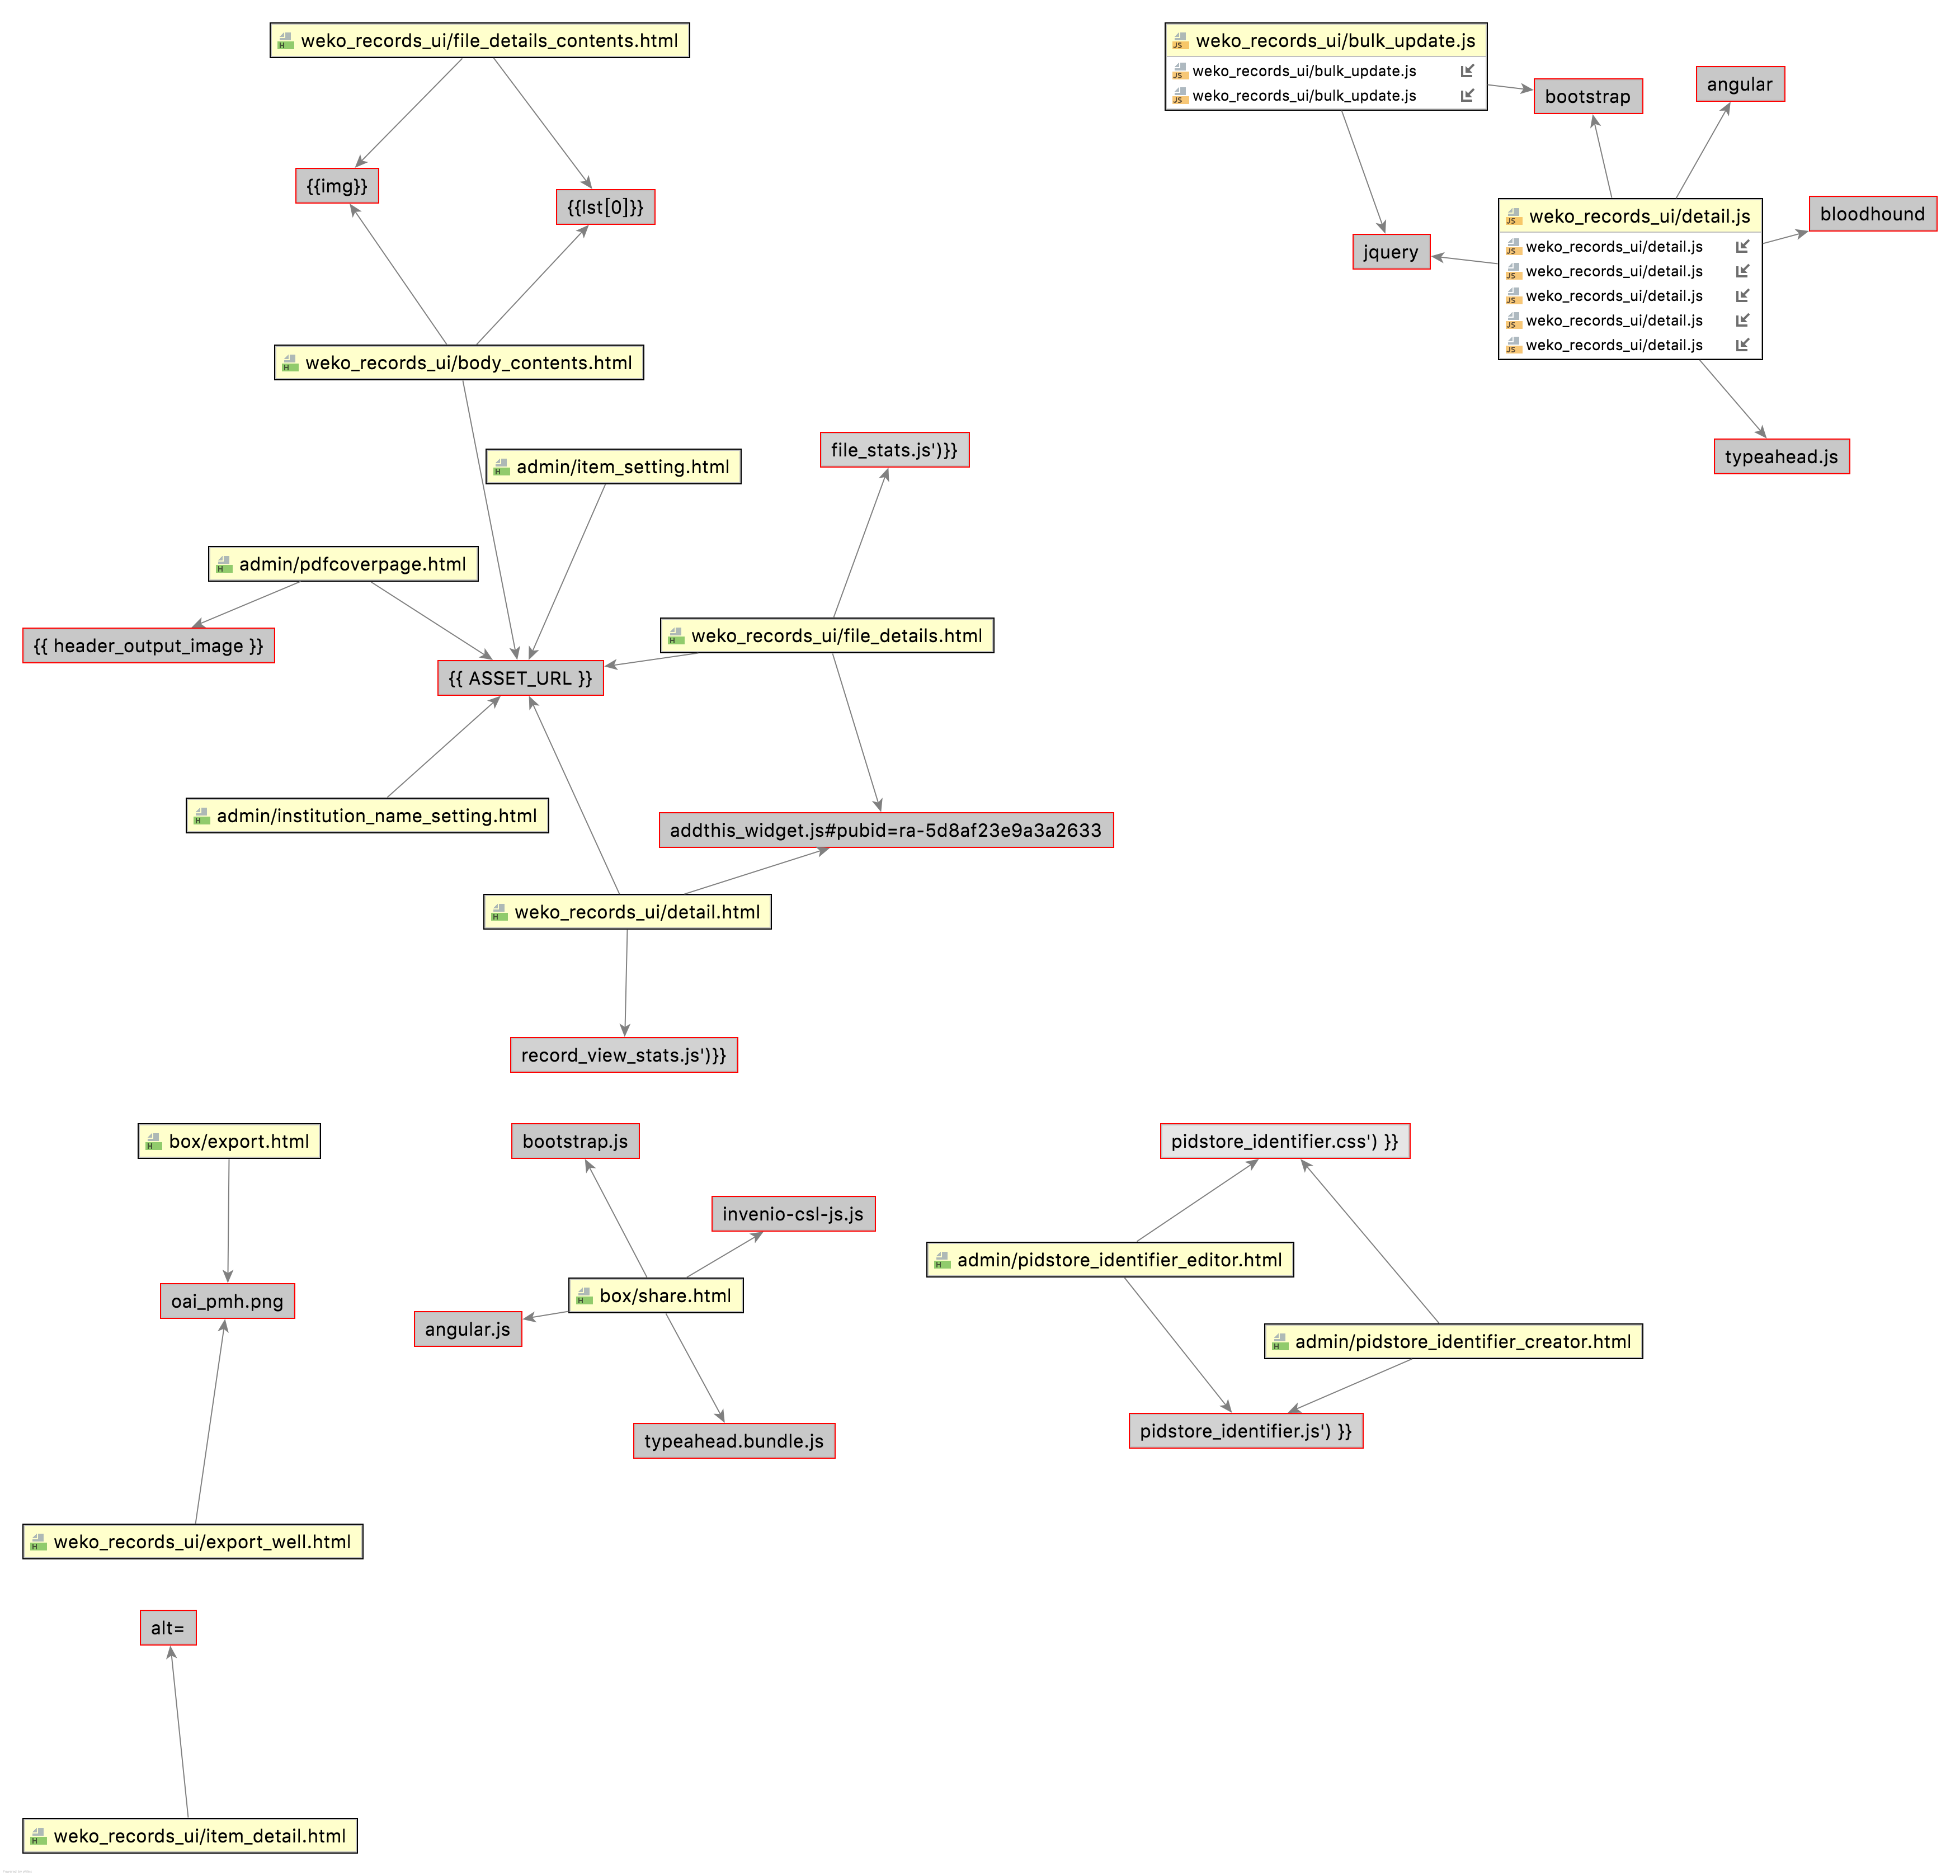 weko_records_ui/file_details_contents.html
{{img}}
{{lst[0]}}
weko_records_ui/body_contents.html
weko_records_ui/bulk_update.js
weko_records_ui/bulk_update.js
weko_records_ui/bulk_update.js
bootstrap
angular
jquery
weko_records_ui/detail.js
weko_records_ui/detail.js
weko_records_ui/detail.js
weko_records_ui/detail.js
weko_records_ui/detail.js
weko_records_ui/detail.js
bloodhound
typeahead.js
admin/item_setting.html
file_stats.js')}}
admin/pdfcoverpage.html
{{ header_output_image }}
weko_records_ui/file_details.html
{{ ASSET_URL }}
admin/institution_name_setting.html
addthis_widget.js#pubid=ra-5d8af23e9a3a2633
weko_records_ui/detail.html
record_view_stats.js')}}
box/export.html
oai_pmh.png
weko_records_ui/export_well.html
bootstrap.js
invenio-csl-js.js
box/share.html
angular.js
typeahead.bundle.js
pidstore_identifier.css') }}
admin/pidstore_identifier_editor.html
admin/pidstore_identifier_creator.html
pidstore_identifier.js') }}
alt=
weko_records_ui/item_detail.html